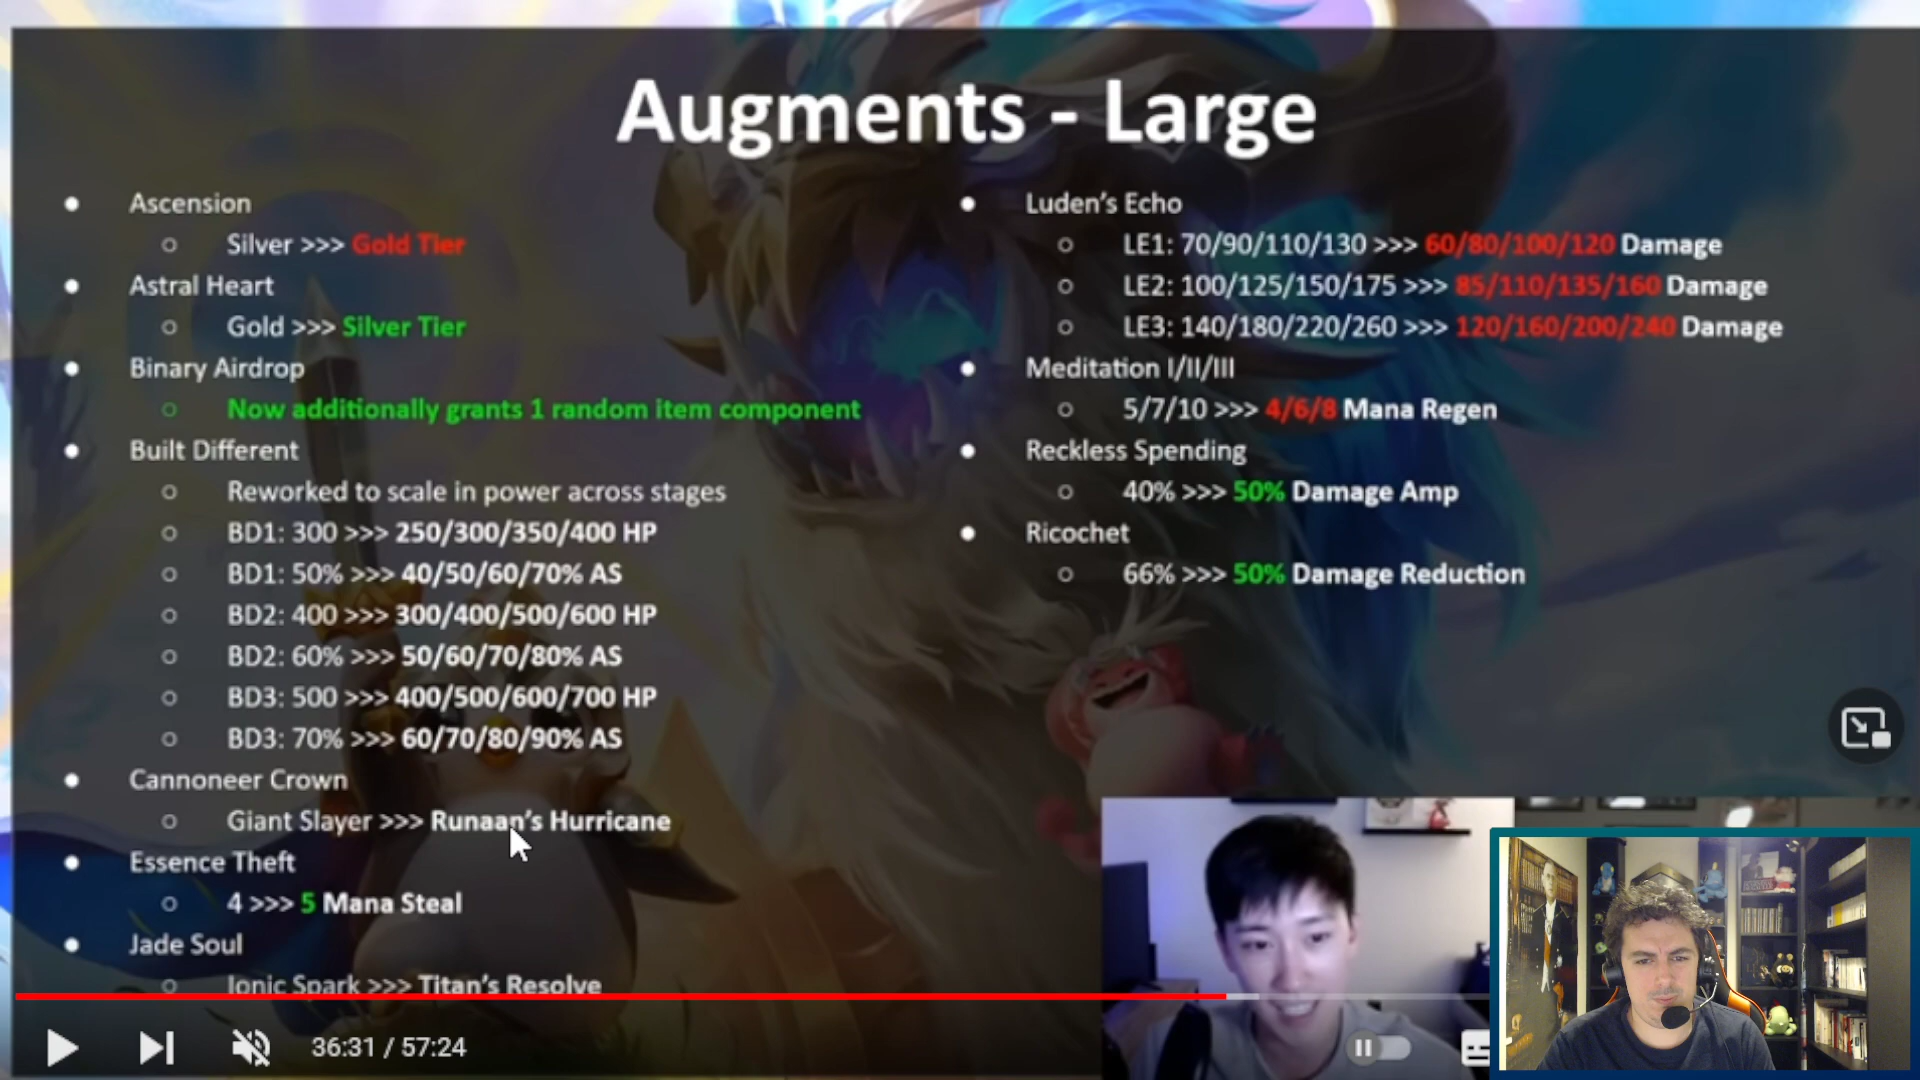 Augments - Large
Ascension
Silver >>> Gold Tier
Astral Heart
Gold >>> Silver Tier
Binary Airdrop
Now additionally grants 1 random item component
Built Different
Reworked to scale in power across stages
BD1: 300 >>> 250/300/350/400 HP
BD1: 50% >>> 40/50/60/70% AS
BD2: 400 >>> 300/400/500/600 HP
BD2: 60% >>> 50/60/70/80% AS
BD3: 500 >>> 400/500/600/700 HP
BD3: 70% >>> 60/70/80/90% AS
Cannoneer Crown
Giant Slayer >>> Runaan's Hurricane
Essence Theft
4 >>> 5 Mana Steal
Jade Soul
Ionic Spark >>> Titan's Resolve
Luden's Echo
LE1: 70/90/110/130 >>> 60/80/100/120 Damage
LE2: 100/125/150/175 >>> 85/110/135/160 Damage
LE3: 140/180/220/260 >>> 120/160/200/240 Damage
Meditation I/II/III
5/7/10 >>> 4/6/8 Mana Regen
Reckless Spending
40% >>> 50% Damage Amp
Ricochet
66% >>> 50% Damage Reduction
36:31 / 57:24